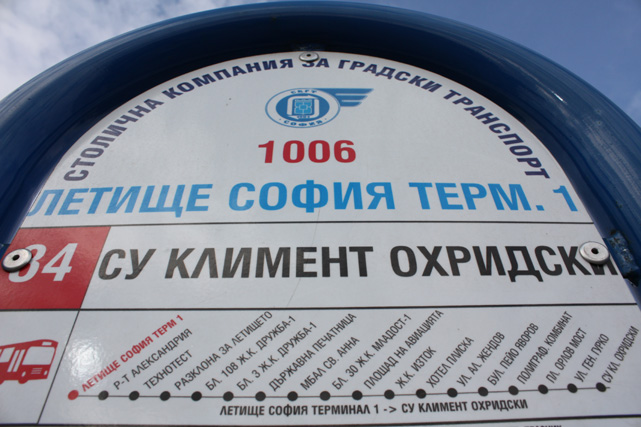 СТОЛИЧНА КОМПАНИЯ ЗА ГРАДСКИ ТРАНСПОРТ
СОФИЯ
1006
ЛЕТИЩЕ СОФИЯ ТЕРМ. 1
84 СУ КЛИМЕНТ ОХРИДСКИ
ЛЕТИЩЕ СОФИЯ ТЕРМ 1
Р-Т АЛЕКСАНДРИЯ
ТЕХНОТЕСТ
РАЗКЛОНА ЗА ЛЕТИЩЕТО
БЛ. 108 Ж.К. ДРУЖБА-1
БЛ. 3 Ж.К. ДРУЖБА-1
ДЪРЖАВНА ПЕЧАТНИЦА
МБАЛ СВ. АННА
БЛ. 30 Ж.К. МЛАДОСТ-1
ПЛОЩАД НА АВИАЦИЯТА
Ж.К. ИЗТОК
ХОТЕЛ ПЛИСКА
УЛ. АЛ. ЖЕНДОВ
БУЛ. ПЕЙО ЯВОРОВ
ПОЛИГРАФ. КОМБИНАТ
ПЛ. ОРЛОВ МОСТ
УЛ. ГЕН. ГУРКО
СУ КЛ. ОХРИДСКИ
ЛЕТИЩЕ СОФИЯ ТЕРМИНАЛ 1 -> СУ КЛИМЕНТ ОХРИДСКИ